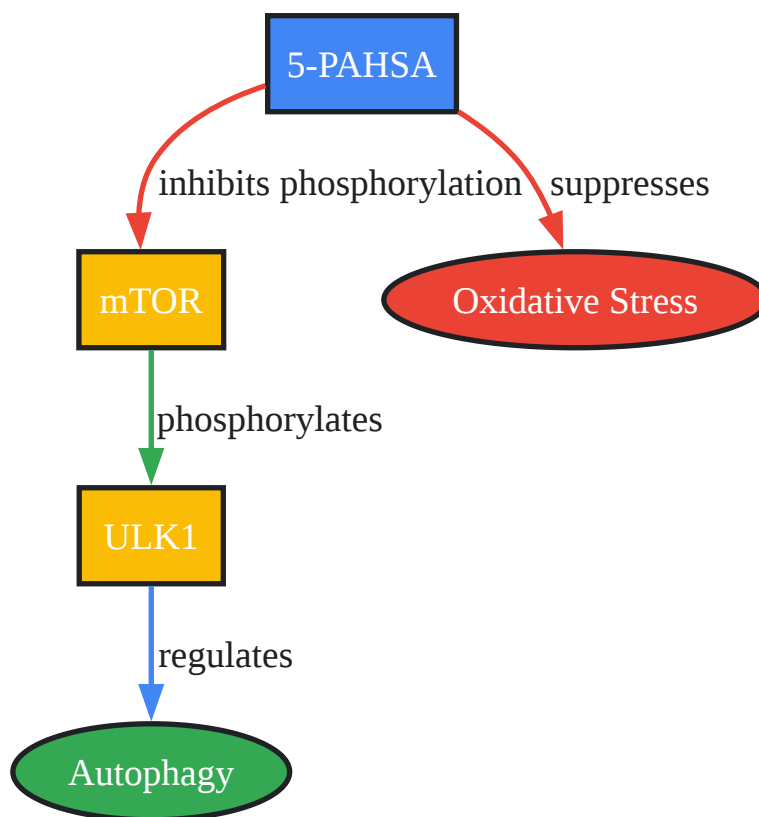 5-PAHSA
inhibits phosphorylation
suppresses
mTOR
Oxidative Stress
phosphorylates
ULK1
regulates
Autophagy